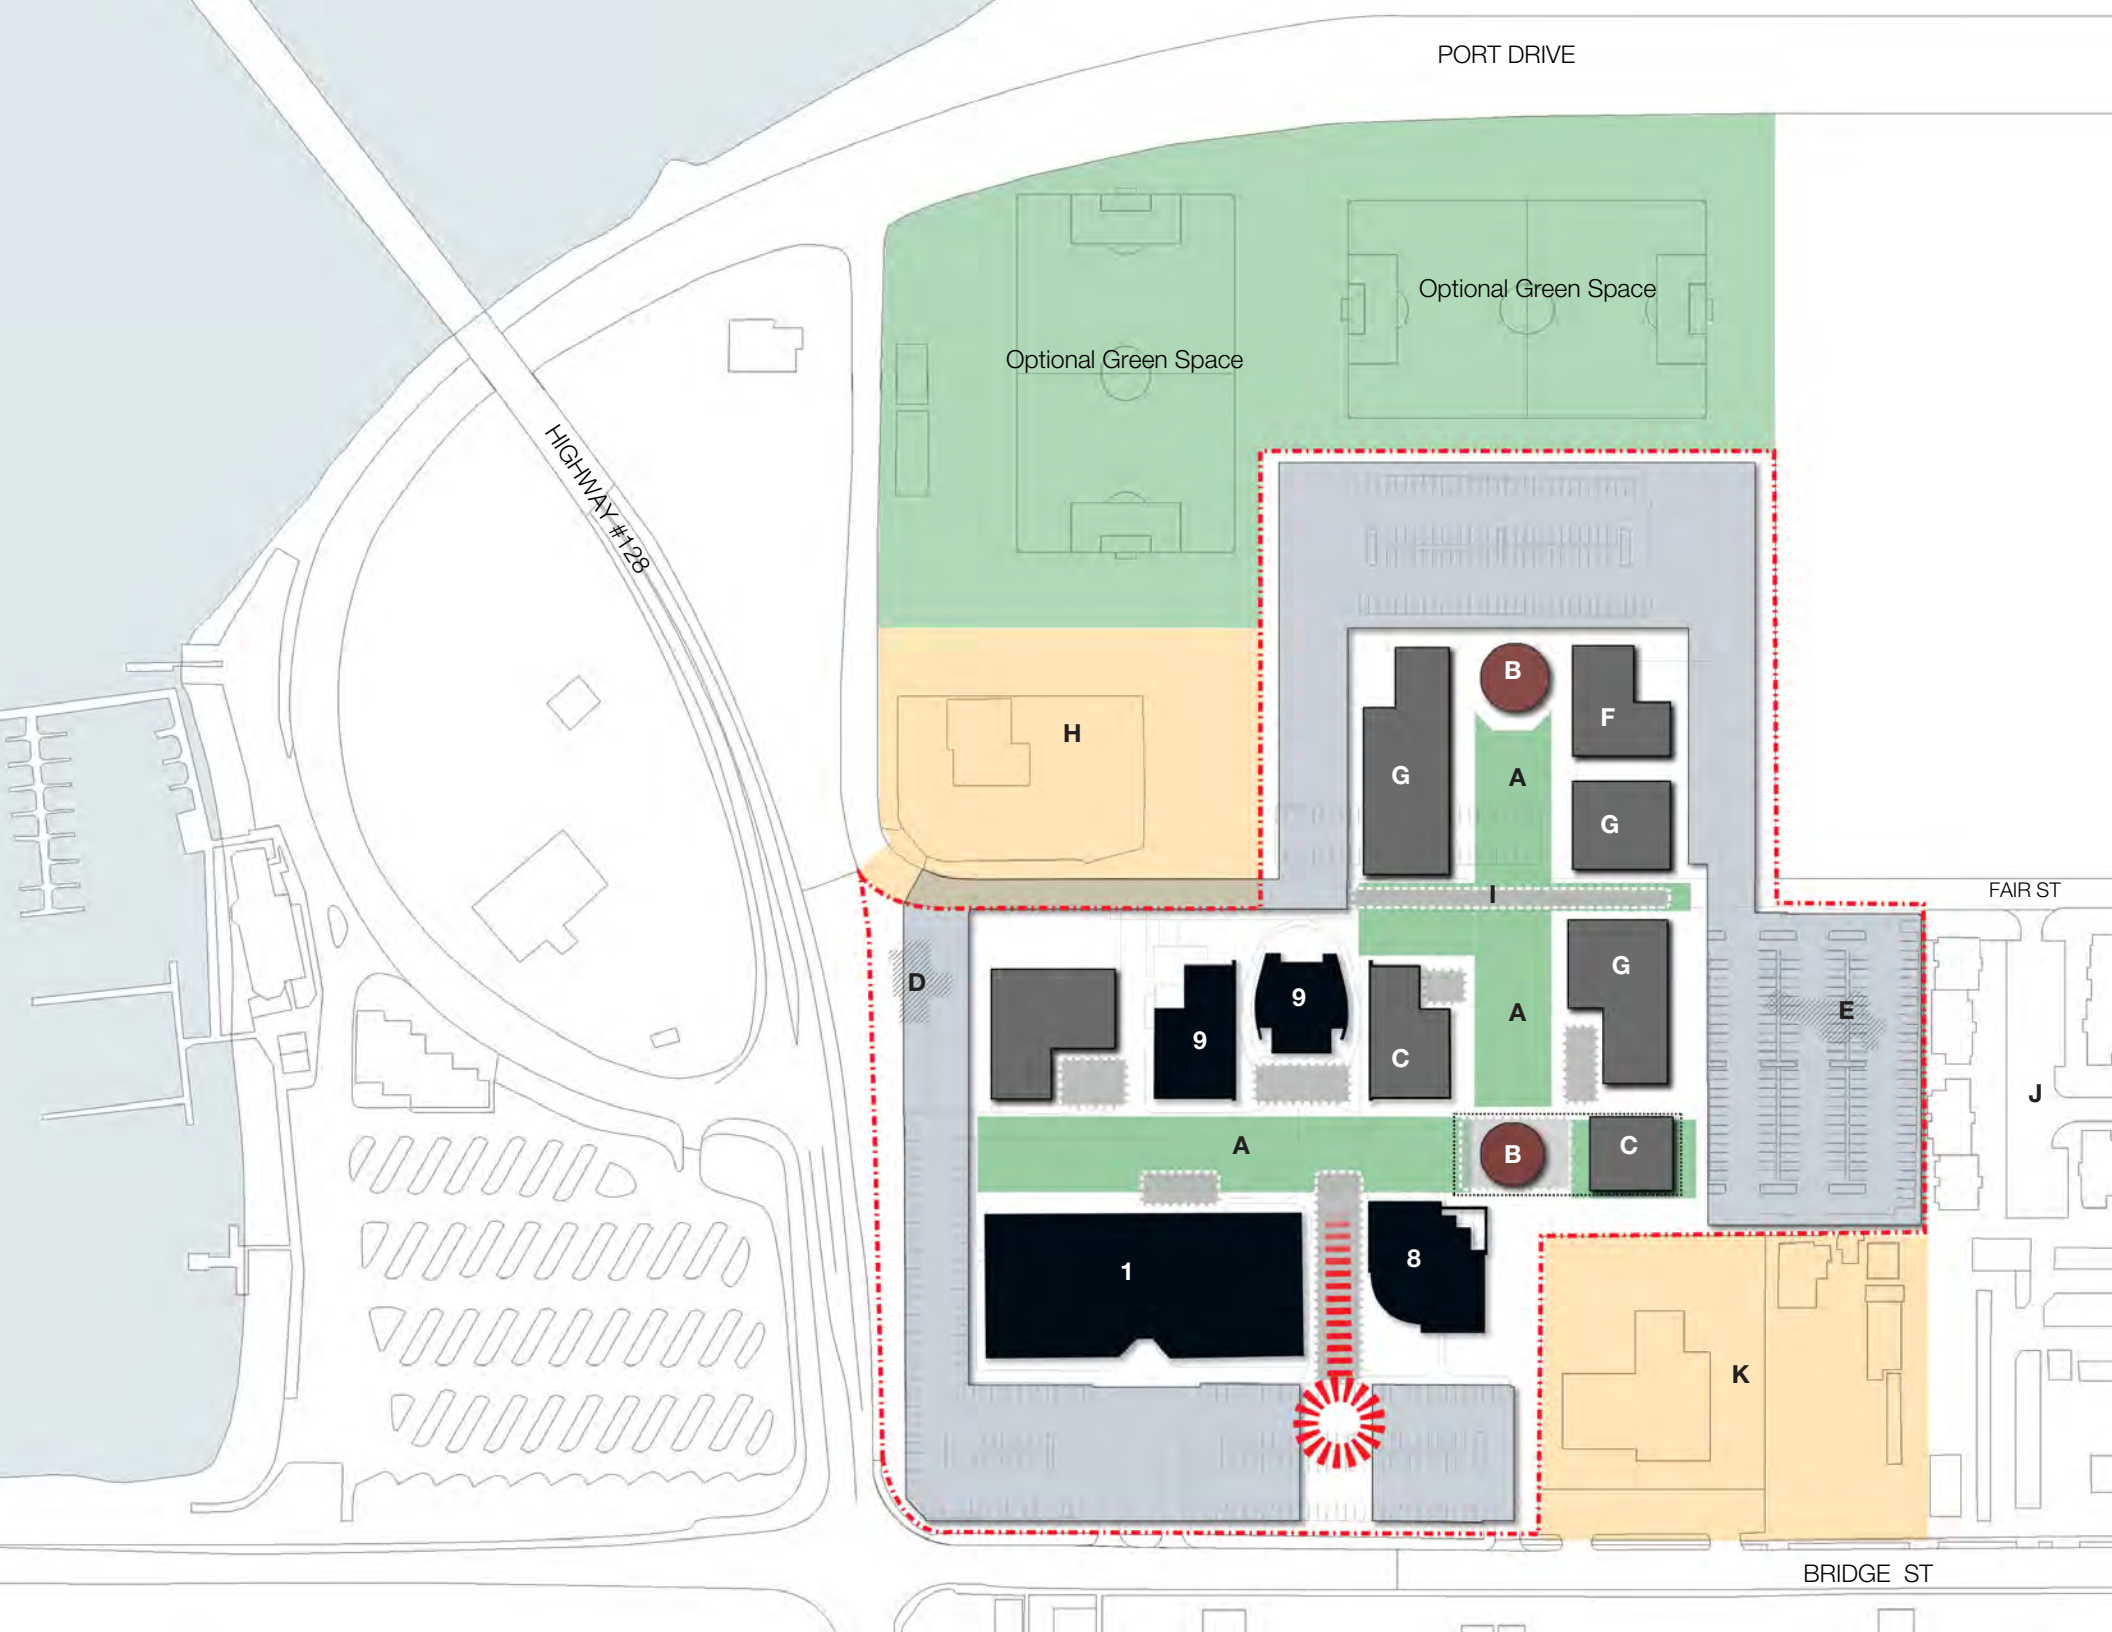 PORT DRIVE
Optional Green Space
Optional Green Space
HIGHWAY #128
B
F
H
G
A
G
FAIR ST
I
G
D
9
E
9
A
C
J
A
B
C
8
1
K
BRIDGE ST